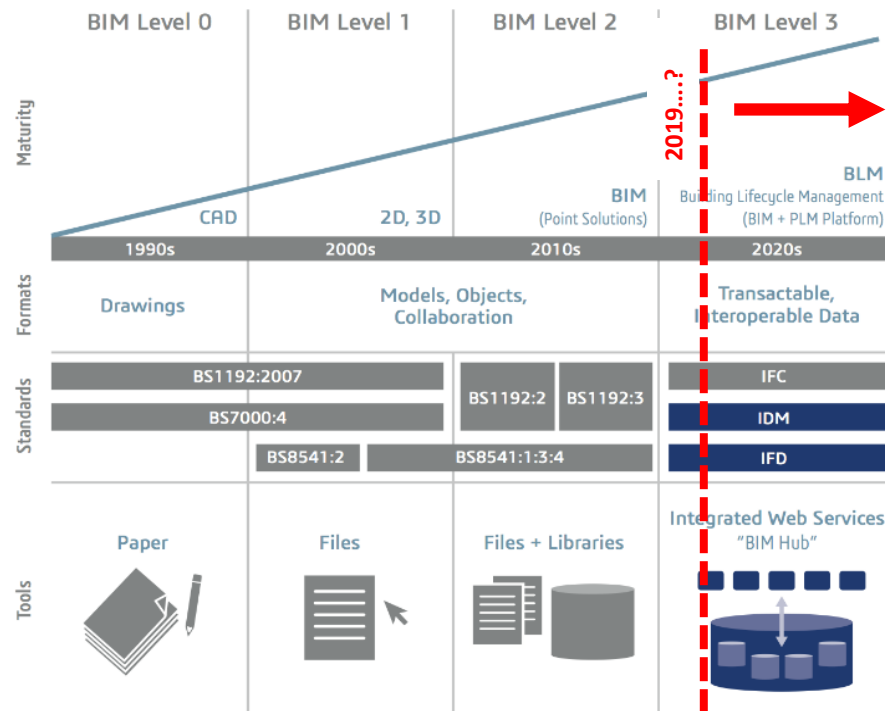 BIM Level 0
BIM Level 1
BIM Level 2
BIM Level 3
Maturity
2019....?
CAD
2D, 3D
BIM
(Point Solutions)
BLM
Building Lifecycle Management
(BIM + PLM Platform)
1990s
2000s
2010s
2020s
Formats
Drawings
Models, Objects,
Collaboration
Transactable,
Interoperable Data
Standards
BS1192:2007
BS7000:4
BS8541:2
BS1192:2
BS1192:3
BS8541:1:3:4
IFC
IDM
IFD
Tools
Paper
Files
Files + Libraries
Integrated Web Services
"BIM Hub"